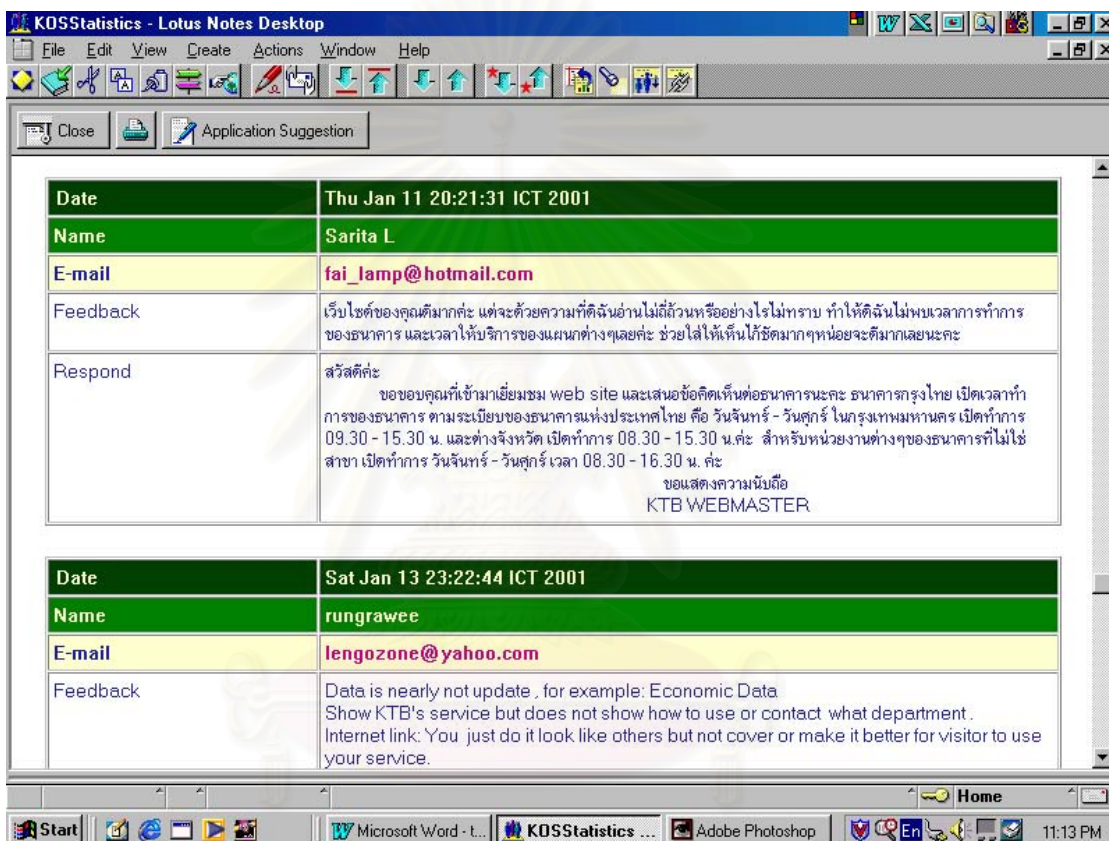 KOSStatistics - Lotus Notes Desktop
File Edit View Create Actions Window Help
Close Application Suggestion
Date Thu Jan 11 20:21:31 ICT 2001
Name Sarita L
E-mail fai_lamp@hotmail.com
Feedback เว็บไซต์ของคุณดีมากค่ะ แต่จะด้วยความที่ดิฉันอ่านไม่ถี่ถ้วนหรืออย่างไรไม่ทราบ ทำให้ดิฉันไม่พบเวลาการทำการ
ของธนาคาร และเวลาให้บริการของแผนกต่างๆเลยค่ะ ช่วยใส่ให้เห็นได้ชัดมากๆหน่อยจะดีมากเลยนะคะ
Respond สวัสดีค่ะ
ขอขอบคุณที่เข้ามาเยี่ยมชม web site และเสนอข้อคิดเห็นต่อธนาคารนะคะ ธนาคารกรุงไทย เปิดเวลาทำ
การของธนาคาร ตามระเบียบของธนาคารแห่งประเทศไทย คือ วันจันทร์ - วันศุกร์ ในกรุงเทพมหานคร เปิดทำการ
09.30 - 15.30 น. และต่างจังหวัด เปิดทำการ 08.30 - 15.30 น.ค่ะ สำหรับหน่วยงานต่างๆของธนาคารที่ไม่ใช่
สาขา เปิดทำการ วันจันทร์ - วันศุกร์ เวลา 08.30 - 16.30 น. ค่ะ
ขอแสดงความนับถือ
KTB WEBMASTER
Date Sat Jan 13 23:22:44 ICT 2001
Name rungrawee
E-mail lengozone@yahoo.com
Feedback Data is nearly not update , for example: Economic Data
Show KTB's service but does not show how to use or contact what department .
Internet link: You just do it look like others but not cover or make it better for visitor to use
your service.
Home
Start Microsoft Word - t... KOSStatistics ... Adobe Photoshop En 11:13 PM